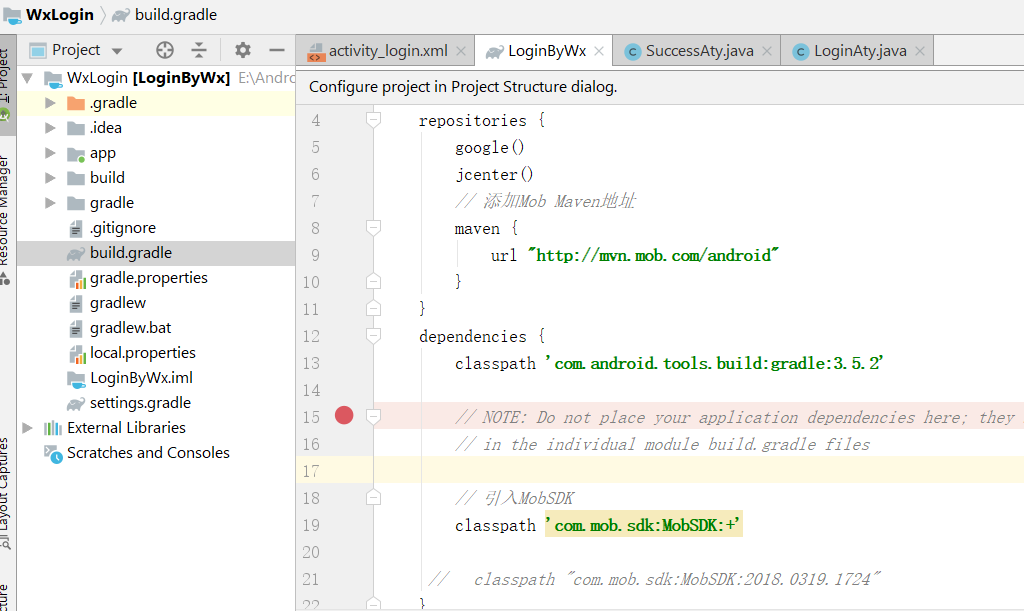 WxLogin build.gradle
Project
activity_login.xml LoginByWx SuccessAty.java LoginAty.java
1: Project
Resource Manager
Layout Captures
WxLogin [LoginByWx] E:\Andro
.gradle
.idea
app
build
gradle
.gitignore
build.gradle
gradle.properties
gradlew
gradlew.bat
local.properties
LoginByWx.iml
settings.gradle
External Libraries
Scratches and Consoles
Configure project in Project Structure dialog.
4 repositories {
5 google()
6 jcenter()
7 // 添加Mob Maven地址
8 maven {
9 url "http://mvn.mob.com/android"
10 }
11 }
12 dependencies {
13 classpath 'com.android.tools.build:gradle:3.5.2'
14
15 // NOTE: Do not place your application dependencies here; they
16 // in the individual module build.gradle files
17
18 // 引入MobSDK
19 classpath 'com.mob.sdk:MobSDK:+'
20
21 // classpath "com.mob.sdk:MobSDK:2018.0319.1724"
22 }